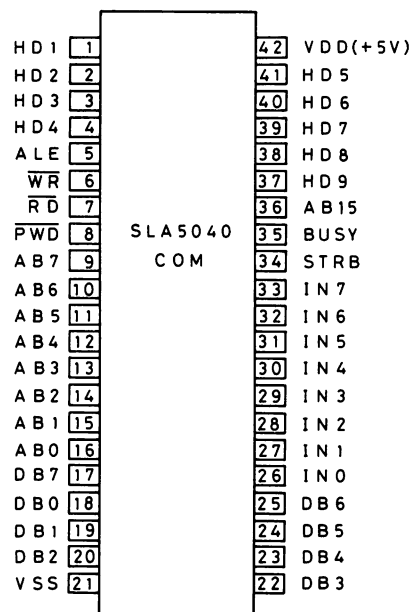 HD1 1 42 VDD(+5V)
HD2 2 41 HD5
HD3 3 40 HD6
HD4 4 39 HD7
ALE 5 38 HD8
W̅R̅ 6 37 HD9
R̅D̅ 7 36 AB15
P̅W̅D̅ 8 SLA5040 35 BUSY
AB7 9 COM 34 STRB
AB6 10 33 IN7
AB5 11 32 IN6
AB4 12 31 IN5
AB3 13 30 IN4
AB2 14 29 IN3
AB1 15 28 IN2
AB0 16 27 IN1
DB7 17 26 IN0
DB0 18 25 DB6
DB1 19 24 DB5
DB2 20 23 DB4
VSS 21 22 DB3